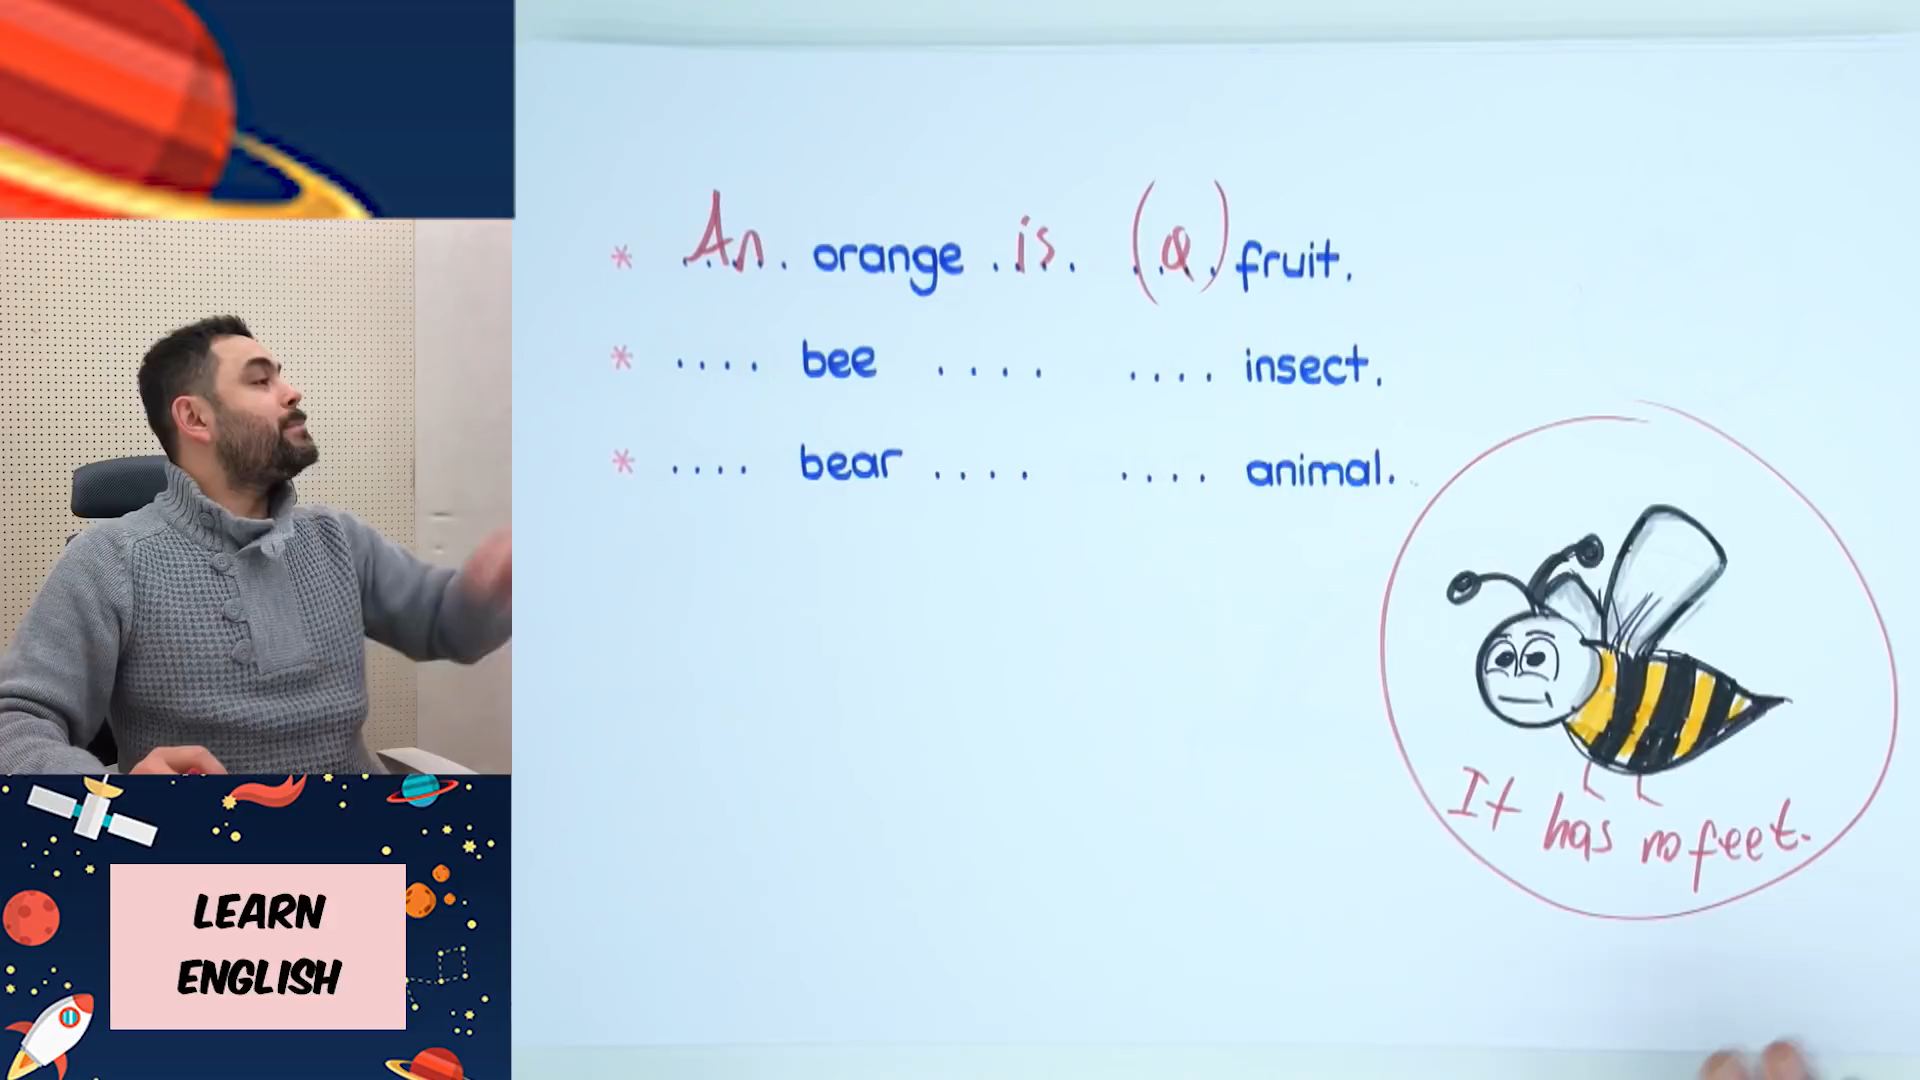 * An orange is (a) fruit.
* .... bee .... .... insect.
* .... bear .... .... animal.
It has no feet.
LEARN
ENGLISH